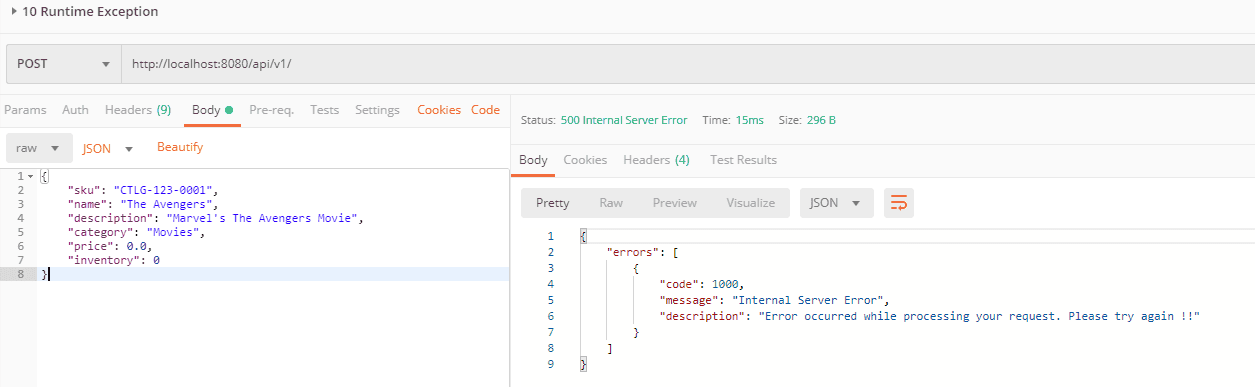 10 Runtime Exception
POST http://localhost:8080/api/v1/
Params Auth Headers (9) Body Pre-req. Tests Settings Cookies Code
raw JSON Beautify
1 {
2 "sku": "CTLG-123-0001",
3 "name": "The Avengers",
4 "description": "Marvel's The Avengers Movie",
5 "category": "Movies",
6 "price": 0.0,
7 "inventory": 0
8 }
Status: 500 Internal Server Error Time: 15ms Size: 296 B
Body Cookies Headers (4) Test Results
Pretty Raw Preview Visualize JSON
1 {
2 "errors": [
3 {
4 "code": 1000,
5 "message": "Internal Server Error",
6 "description": "Error occurred while processing your request. Please try again !!"
7 }
8 ]
9 }